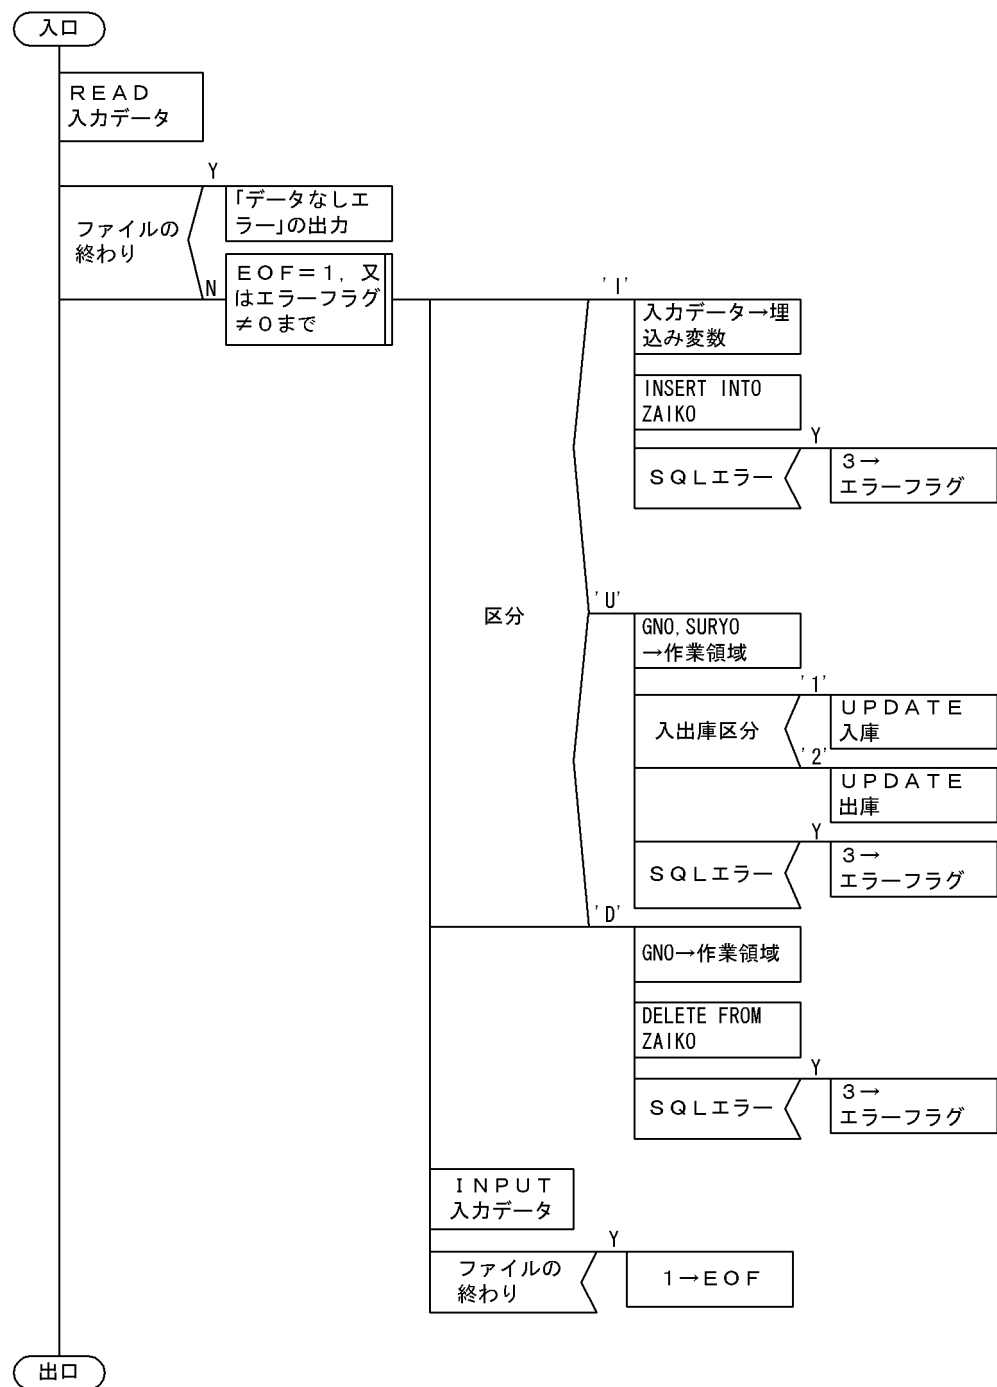 入口
ＲＥＡＤ
入力データ
Y
「データなしエ
ラー」の出力
ファイルの
終わり
N
ＥＯＦ＝１，又
はエラーフラグ
≠０まで
区分
'I'
入力データ→埋
込み変数
INSERT INTO
ZAIKO
ＳＱＬエラー
Y
３→
エラーフラグ
'U'
GNO,SURYO
→作業領域
入出庫区分
'1'
ＵＰＤＡＴＥ
入庫
'2'
ＵＰＤＡＴＥ
出庫
ＳＱＬエラー
Y
３→
エラーフラグ
'D'
GNO→作業領域
DELETE FROM
ZAIKO
ＳＱＬエラー
Y
３→
エラーフラグ
ＩＮＰＵＴ
入力データ
ファイルの
終わり
Y
１→ＥＯＦ
出口